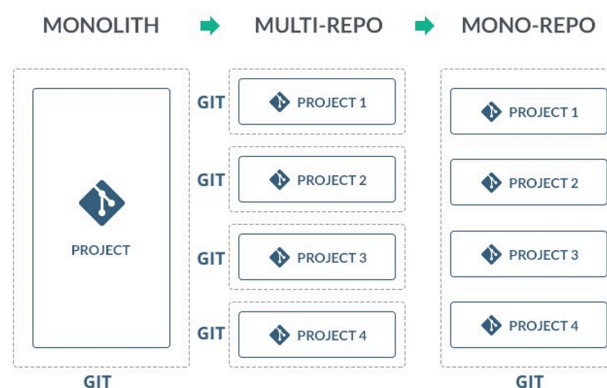 MONOLITH
MULTI-REPO
MONO-REPO
PROJECT
GIT
GIT
PROJECT 1
GIT
PROJECT 2
GIT
PROJECT 3
GIT
PROJECT 4
PROJECT 1
PROJECT 2
PROJECT 3
PROJECT 4
GIT